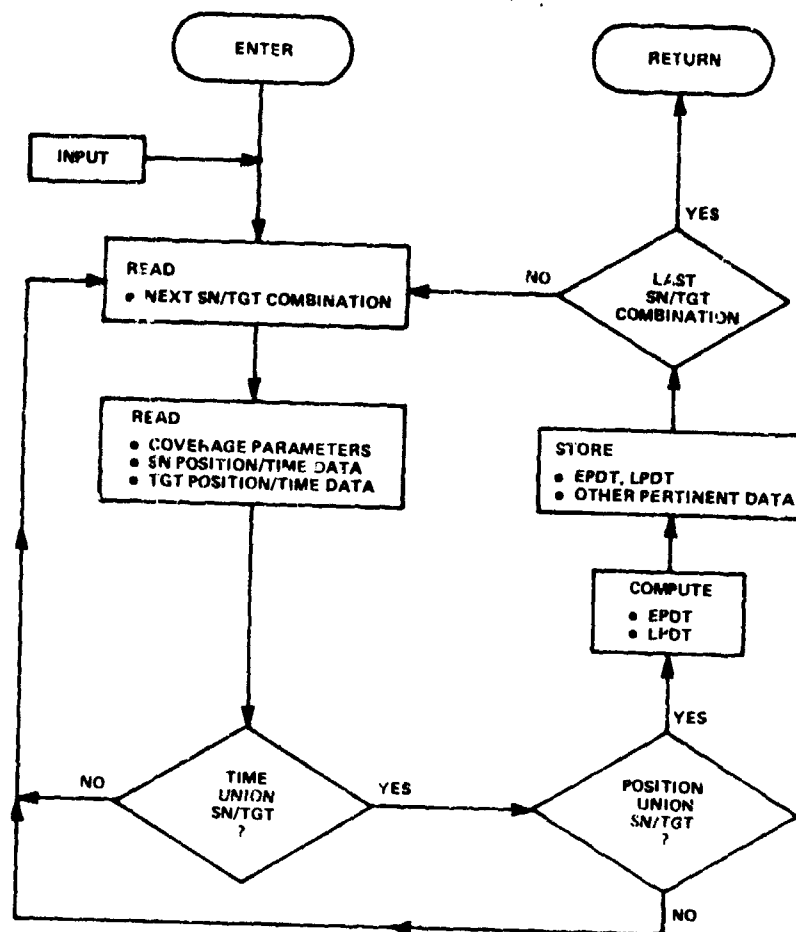 ENTER
RETURN
INPUT
READ
• NEXT SN/TGT COMBINATION
READ
• COVERAGE PARAMETERS
• SN POSITION/TIME DATA
• TGT POSITION/TIME DATA
TIME
UNION
SN/TGT
?
NO
YES
POSITION
UNION
SN/TGT
?
NO
YES
COMPUTE
• EPDT
• LPDT
STORE
• EPDT, LPDT
• OTHER PERTINENT DATA
LAST
SN/TGT
COMBINATION
NO
YES